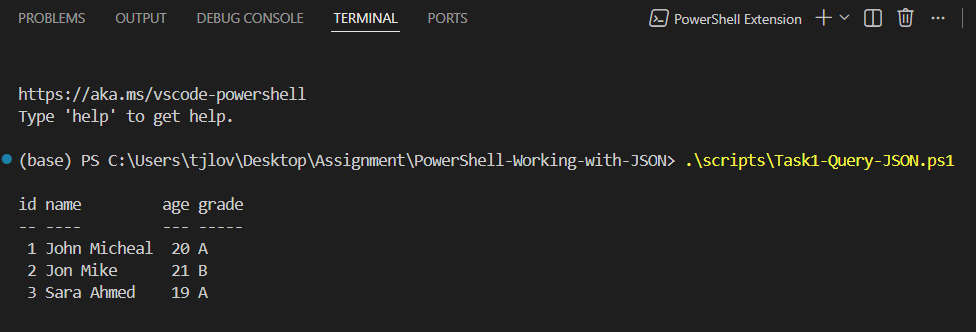 PROBLEMS OUTPUT DEBUG CONSOLE TERMINAL PORTS PowerShell Extension
https://aka.ms/vscode-powershell
Type 'help' to get help.
(base) PS C:\Users\tjlov\Desktop\Assignment\PowerShell-Working-with-JSON> .\scripts\Task1-Query-JSON.ps1
id name age grade
-- ---- --- -----
1 John Micheal 20 A
2 Jon Mike 21 B
3 Sara Ahmed 19 A